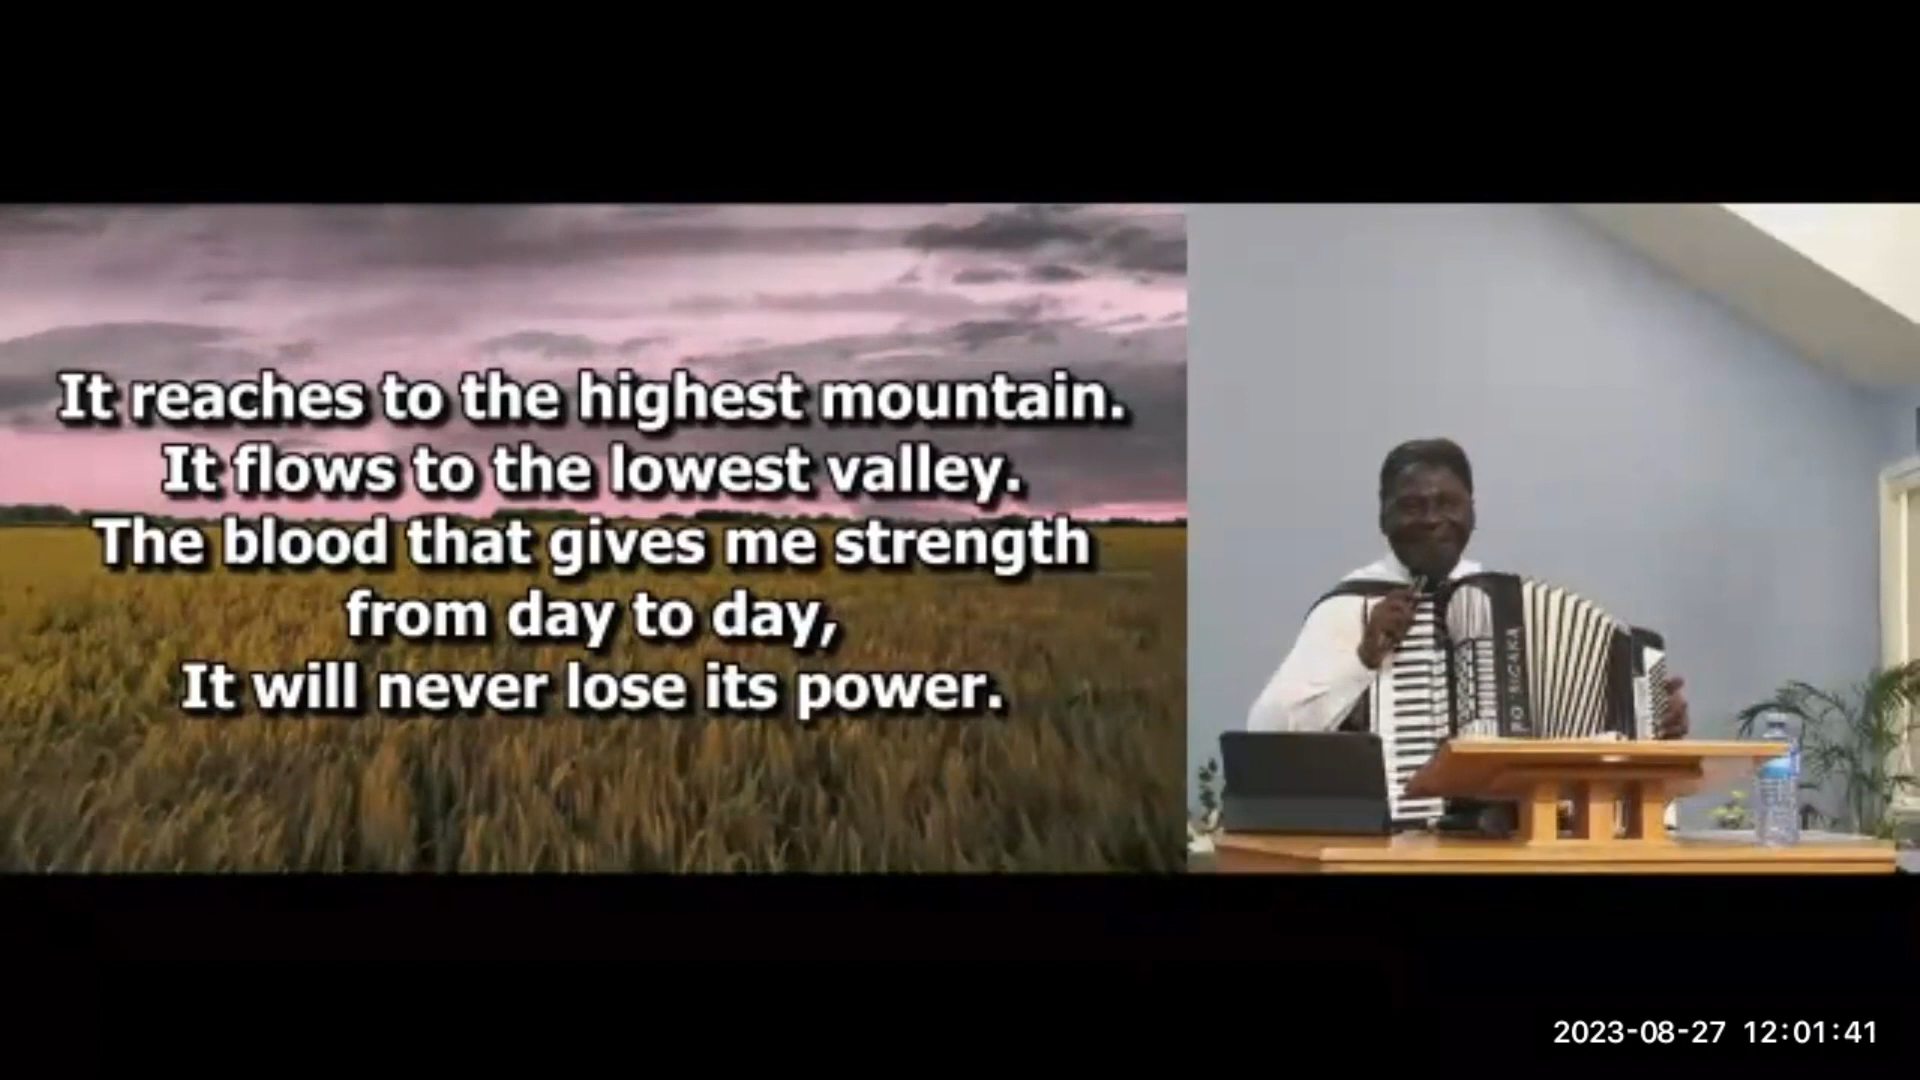 It reaches to the highest mountain.
It flows to the lowest valley.
The blood that gives me strength
from day to day,
It will never lose its power.
2023-08-27 12:01:41